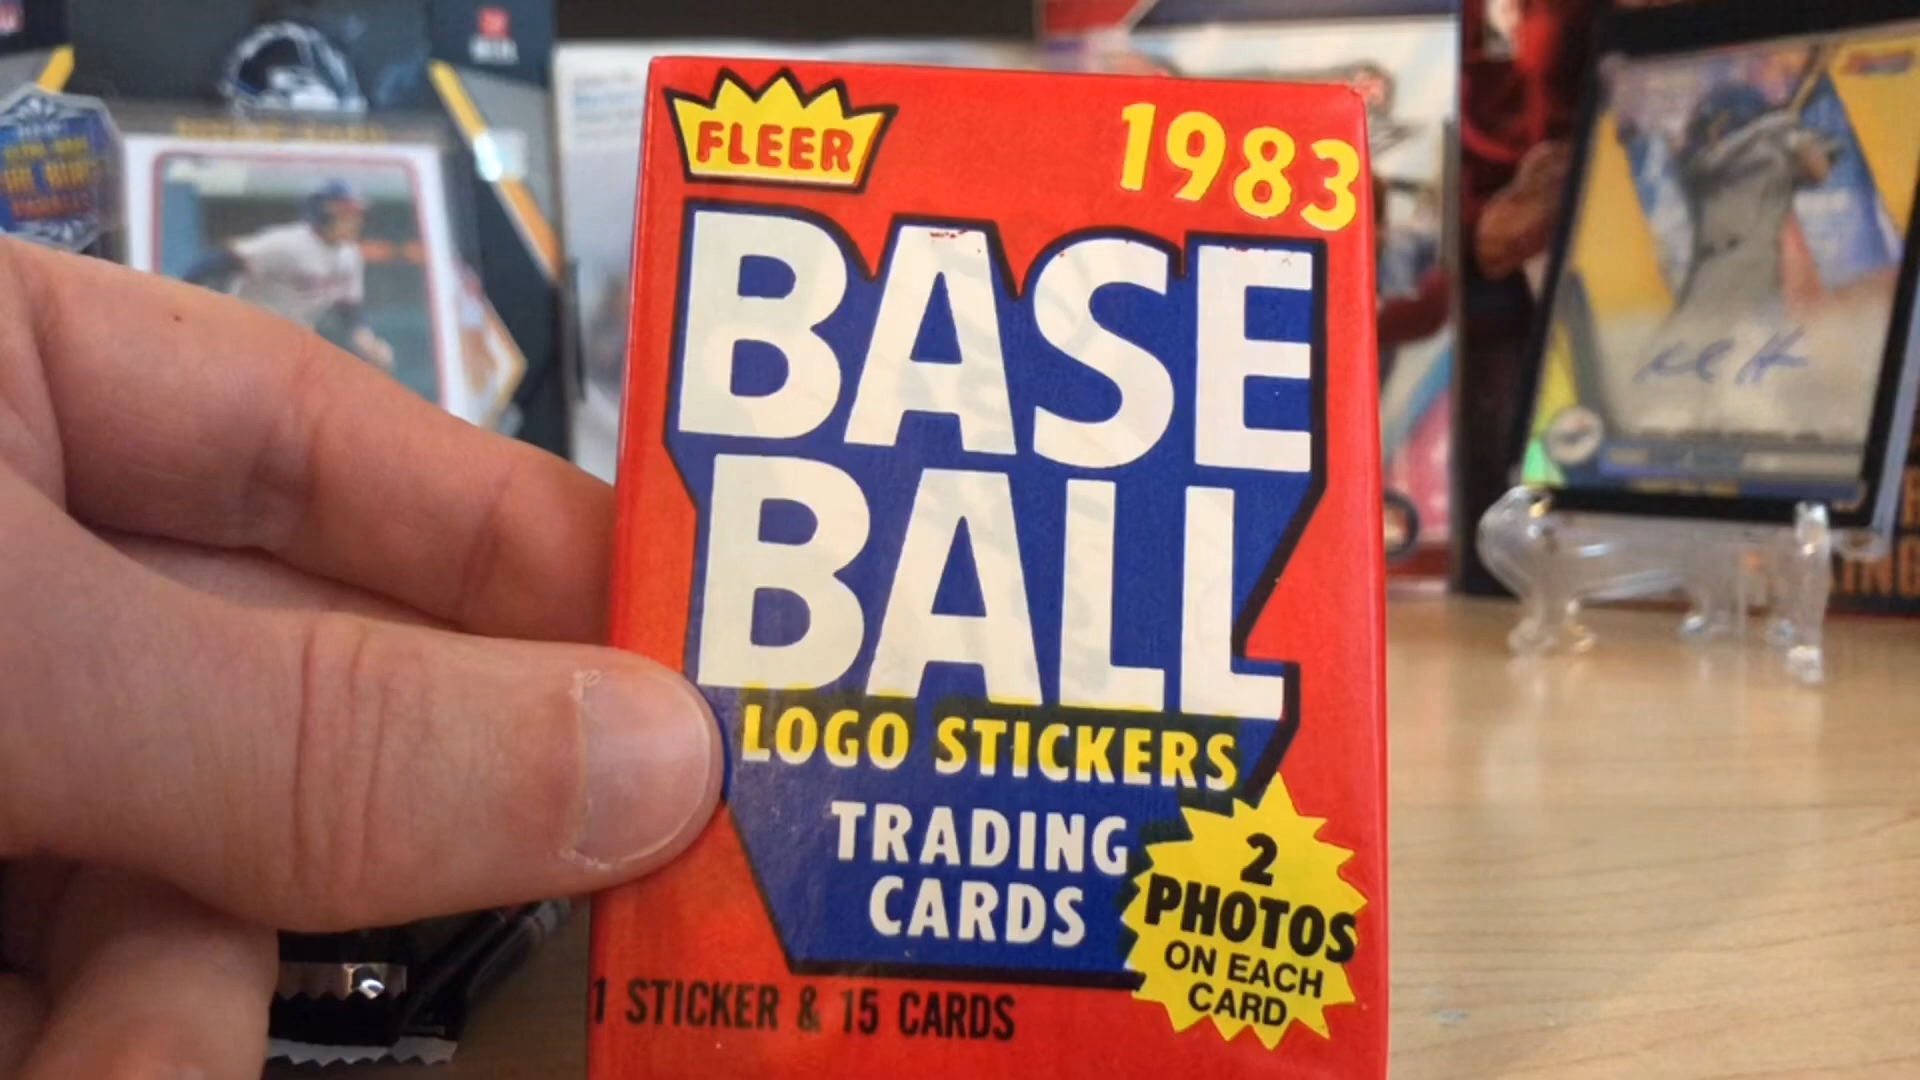 FLEER
1983
BASE
BALL
LOGO STICKERS
TRADING
CARDS
2
PHOTOS
ON EACH
CARD
1 STICKER & 15 CARDS